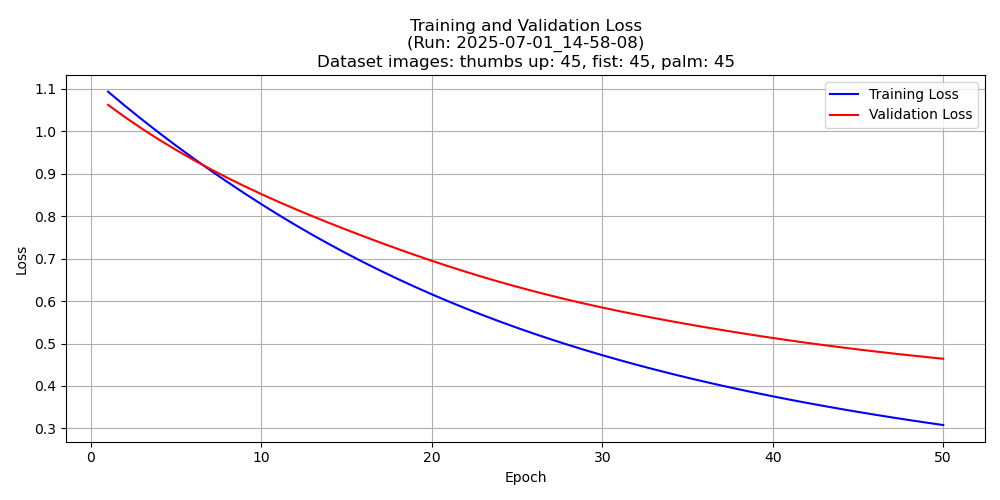 Training and Validation Loss
(Run: 2025-07-01_14-58-08)
Dataset images: thumbs up: 45, fist: 45, palm: 45
Training Loss
Validation Loss
Loss
1.1
1.0
0.9
0.8
0.7
0.6
0.5
0.4
0.3
0 10 20 30 40 50
Epoch